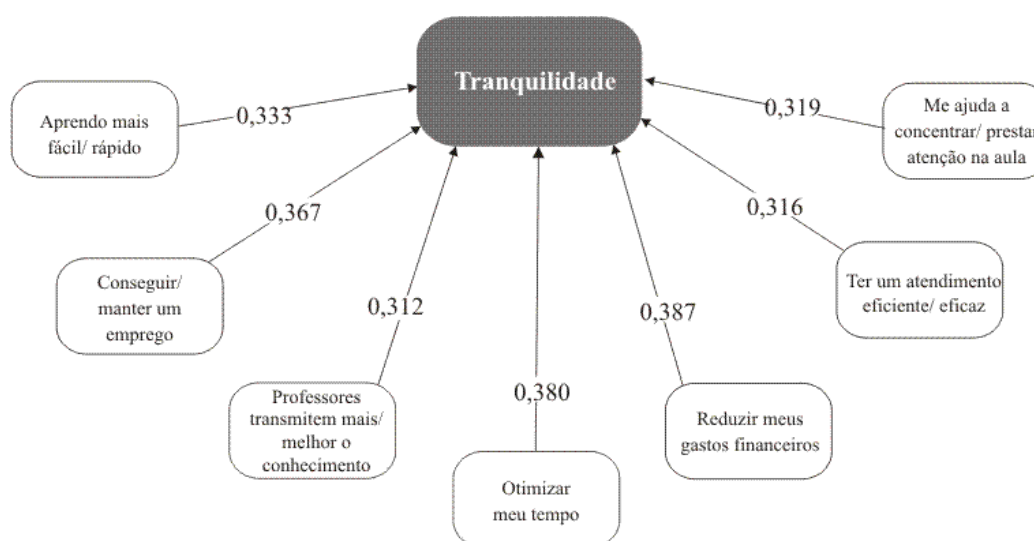 Tranquilidade
Aprendo mais
fácil/ rápido
0,333
0,319
Me ajuda a
concentrar/ prestar
atenção na aula
0,367
0,316
Conseguir/
manter um
emprego
Ter um atendimento
eficiente/ eficaz
0,312
0,387
Professores
transmitem mais/
melhor o
conhecimento
0,380
Reduzir meus
gastos financeiros
Otimizar
meu tempo